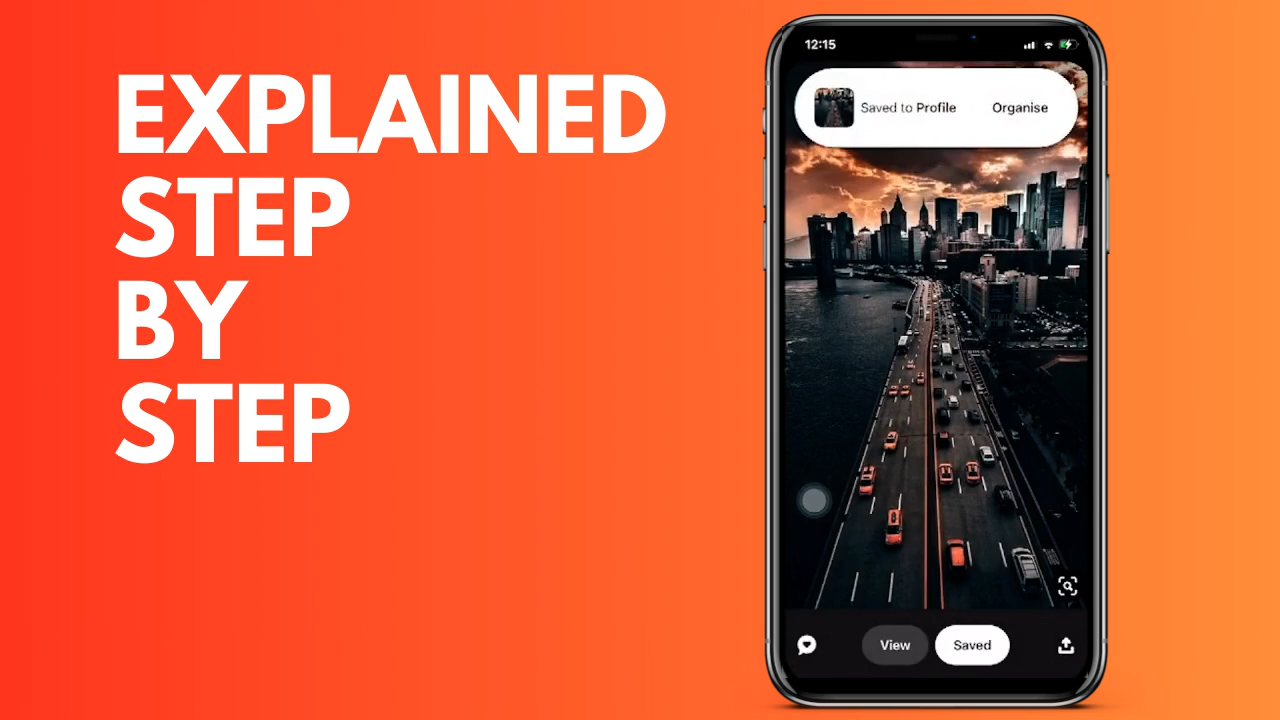 EXPLAINED
STEP
BY
STEP
12:15
Saved to Profile Organise
View Saved